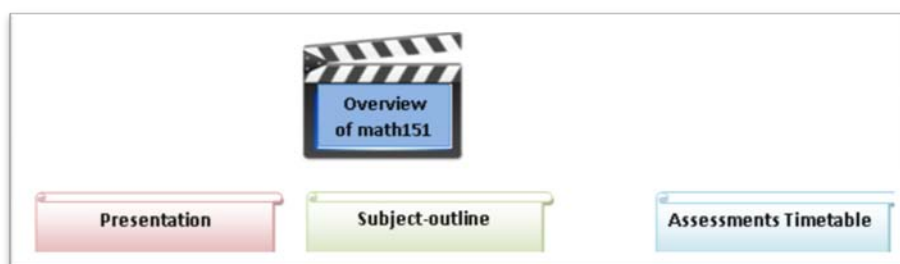 Overview
of math151
Presentation
Subject-outline
Assessments Timetable